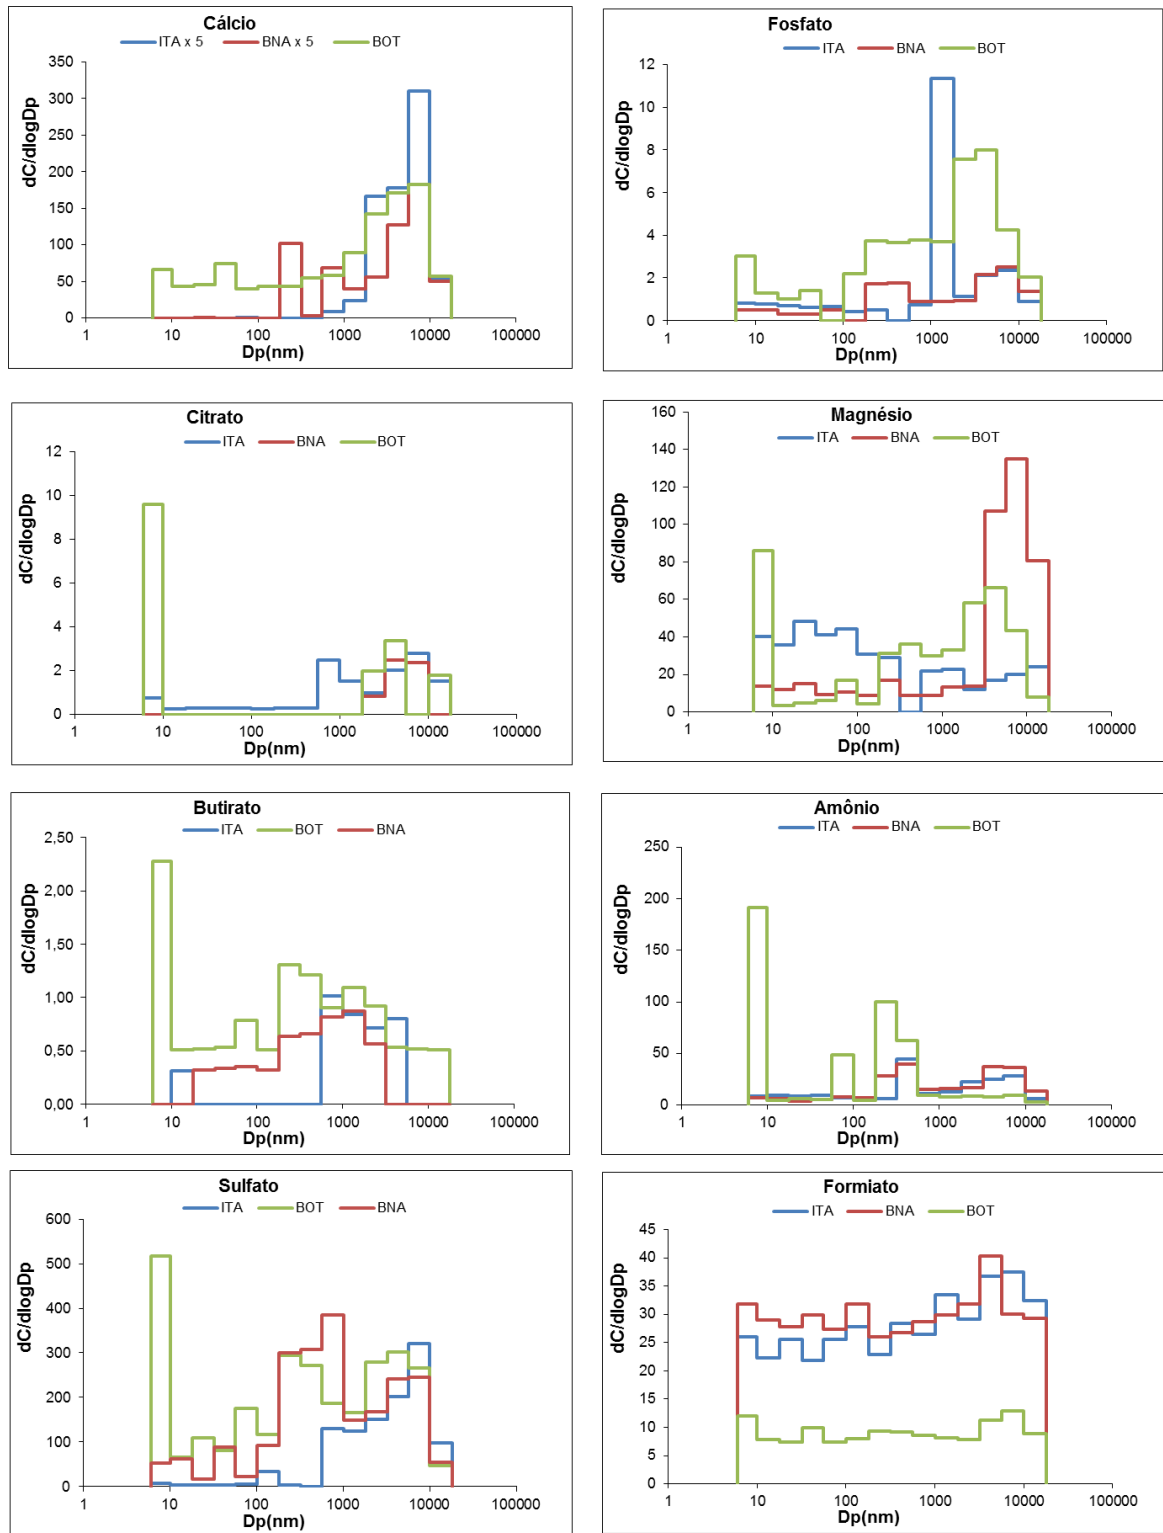 Cálcio
ITA x 5 BNA x 5 BOT
dC/dlogDp
350
300
250
200
150
100
50
0
1 10 100 1000 10000 100000
Dp(nm)
Fosfato
ITA BNA BOT
dC/dlogDp
12
10
8
6
4
2
0
1 10 100 1000 10000 100000
Dp(nm)
Citrato
ITA BNA BOT
dC/dlogDp
12
10
8
6
4
2
0
1 10 100 1000 10000 100000
Dp(nm)
Magnésio
ITA BNA BOT
dC/dlogDp
160
140
120
100
80
60
40
20
0
1 10 100 1000 10000 100000
Dp(nm)
Butirato
ITA BOT BNA
dC/dlogDp
2,50
2,00
1,50
1,00
0,50
0,00
1 10 100 1000 10000 100000
Dp(nm)
Amônio
ITA BNA BOT
dC/dlogDp
250
200
150
100
50
0
1 10 100 1000 10000 100000
Dp(nm)
Sulfato
ITA BOT BNA
dC/dlogDp
600
500
400
300
200
100
0
1 10 100 1000 10000 100000
Dp(nm)
Formiato
ITA BNA BOT
dC/dlogDp
45
40
35
30
25
20
15
10
5
0
1 10 100 1000 10000 100000
Dp(nm)